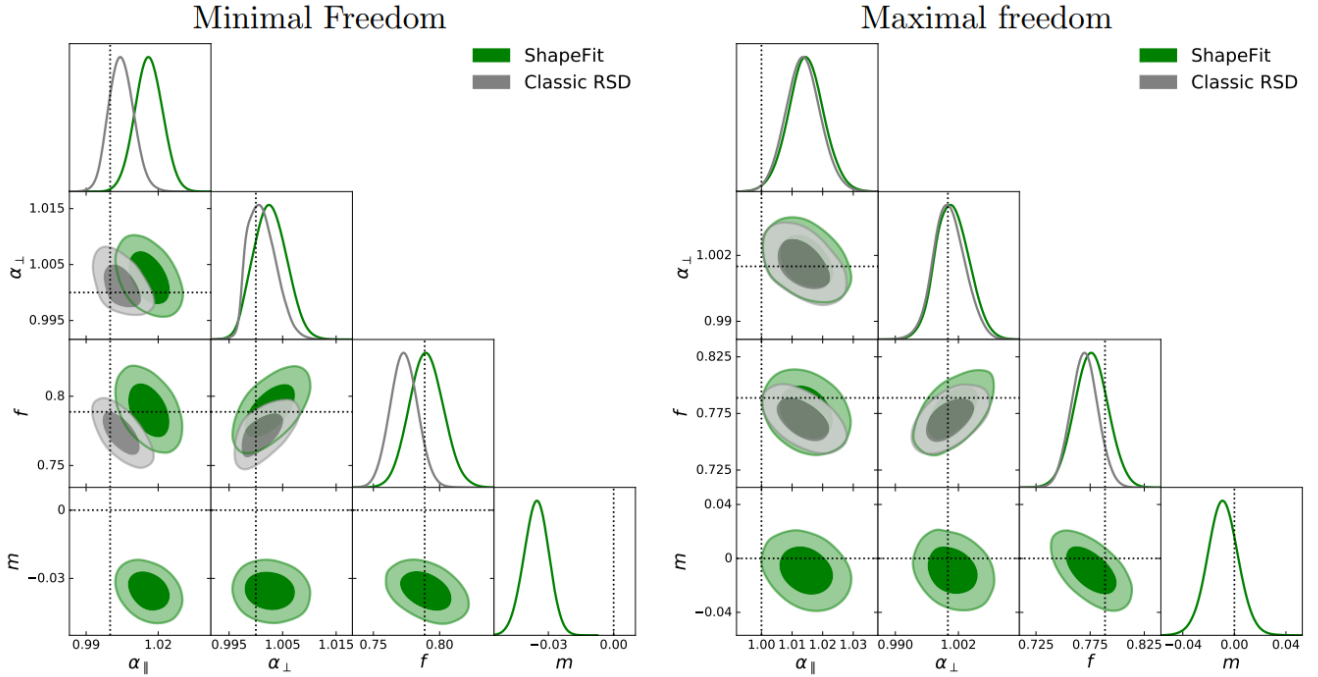 Minimal Freedom
Maximal freedom
ShapeFit
Classic RSD
ShapeFit
Classic RSD
1.015
1.005
0.995
α⊥
1.002
0.99
α⊥
0.8
0.75
f
0.825
0.775
0.725
f
0
−0.03
m
0.04
0
−0.04
m
0.99 1.02
0.995 1.005 1.015
0.75 0.80
−0.03 0.00
α∥ α⊥ f m
1.00 1.01 1.02 1.03
0.990 1.002
0.725 0.775 0.825
−0.04 0.00 0.04
α∥ α⊥ f m